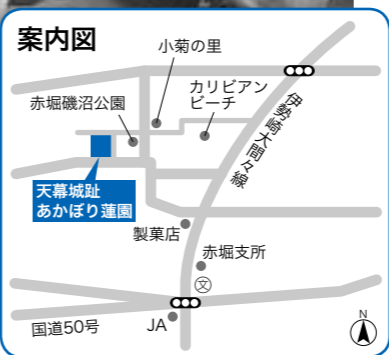 案内図
小菊の里
カリビアン
ビーチ
赤堀磯沼公園
伊勢崎大間々線
天幕城趾
あかぼり蓮園
製菓店
赤堀支所
文
国道50号
JA
N